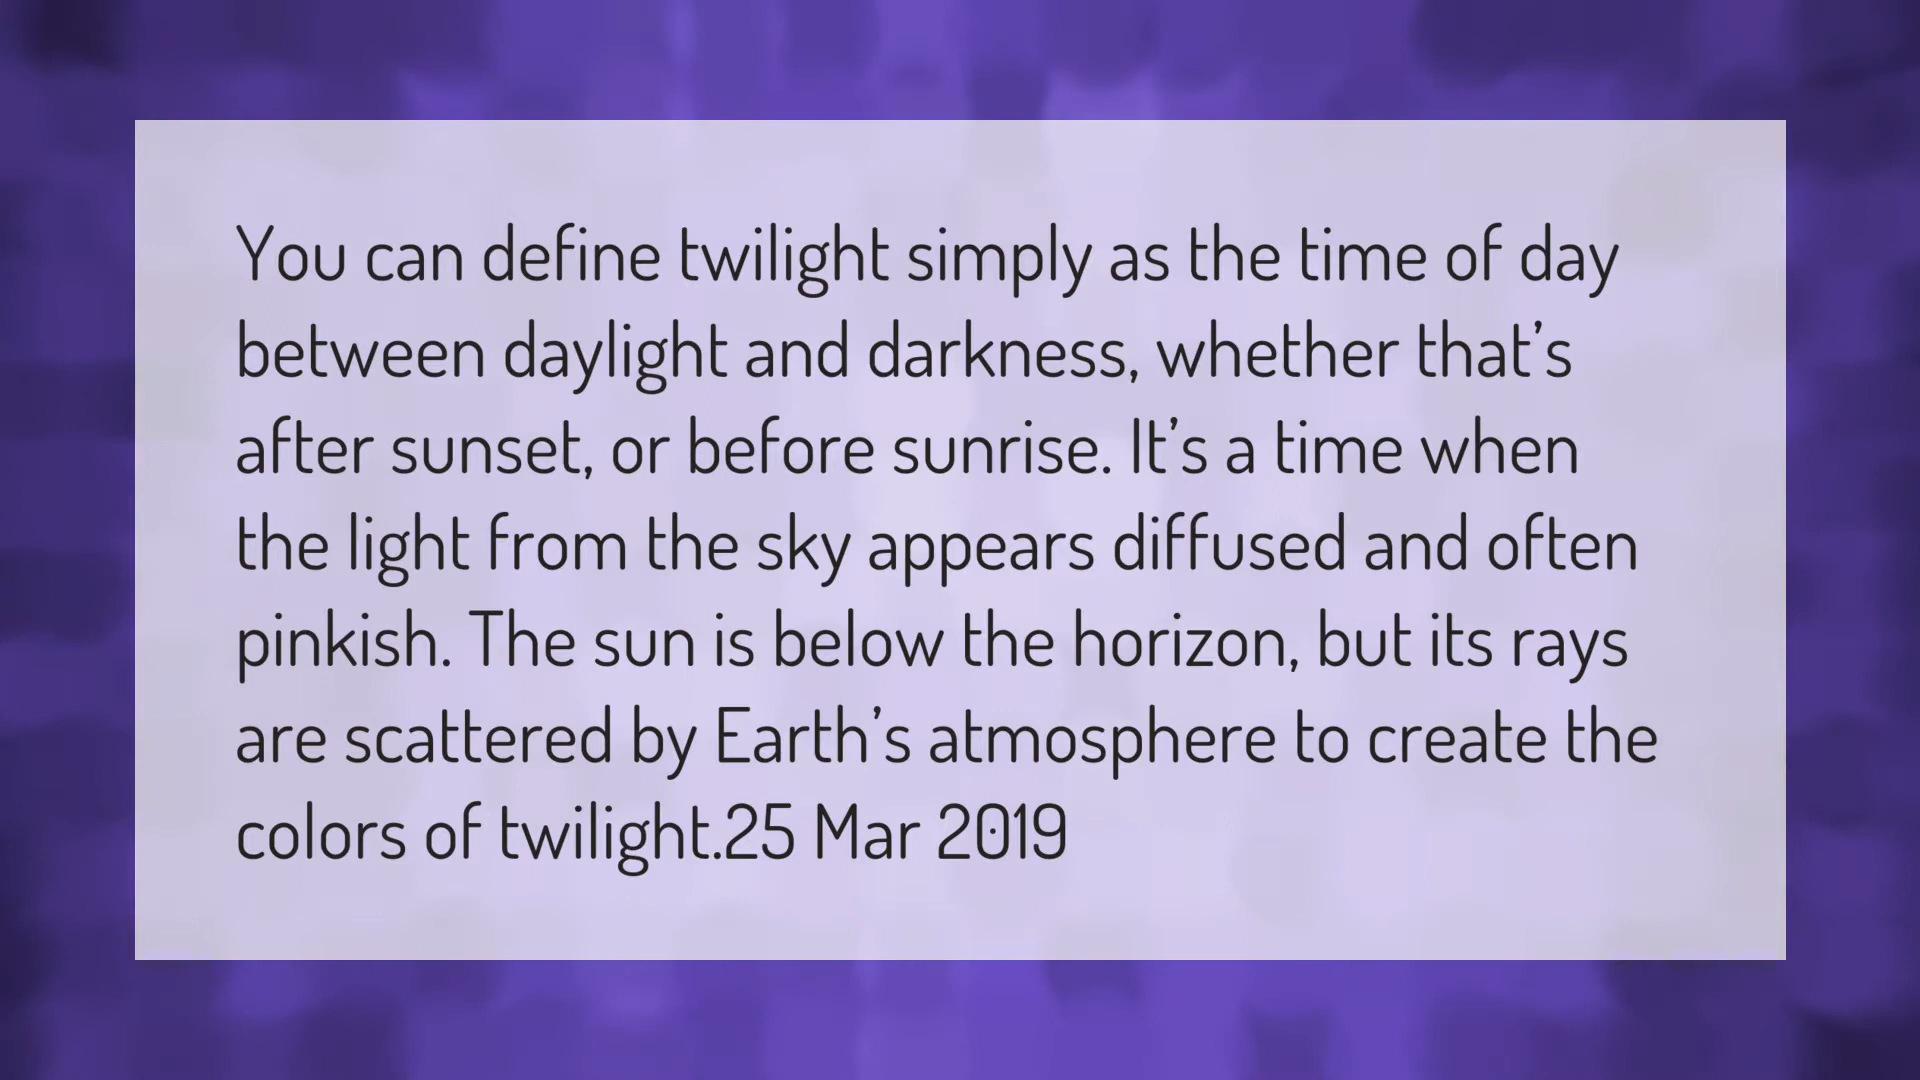 You can define twilight simply as the time of day
between daylight and darkness, whether that’s
after sunset, or before sunrise. It’s a time when
the light from the sky appears diffused and often
pinkish. The sun is below the horizon, but its rays
are scattered by Earth’s atmosphere to create the
colors of twilight.25 Mar 2019